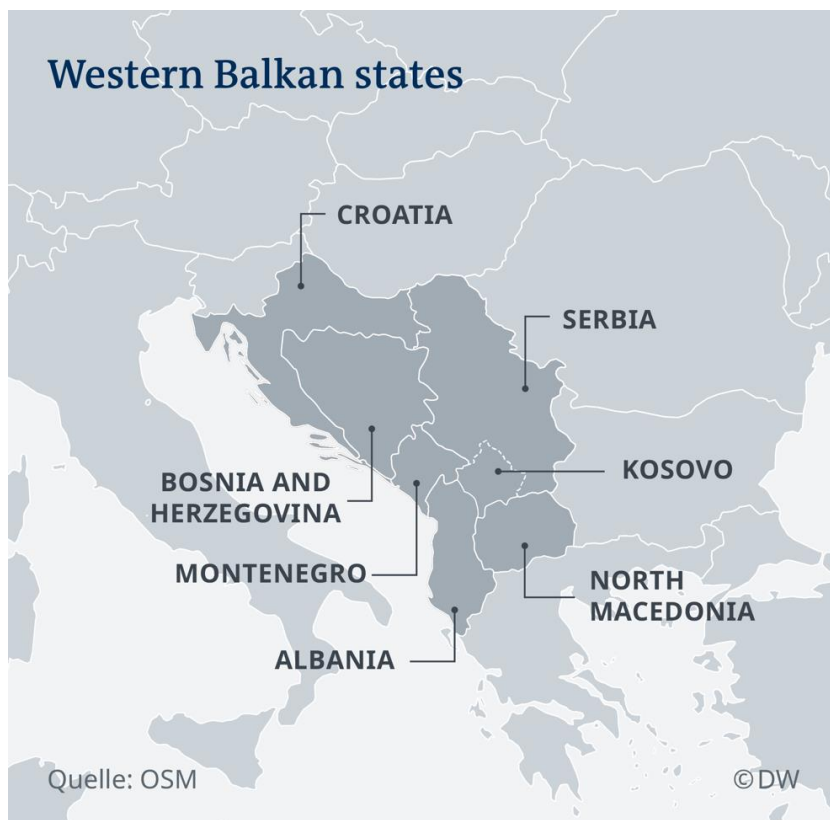 Western Balkan states
CROATIA
SERBIA
KOSOVO
BOSNIA AND
HERZEGOVINA
MONTENEGRO
NORTH
MACEDONIA
ALBANIA
Quelle: OSM
©DW